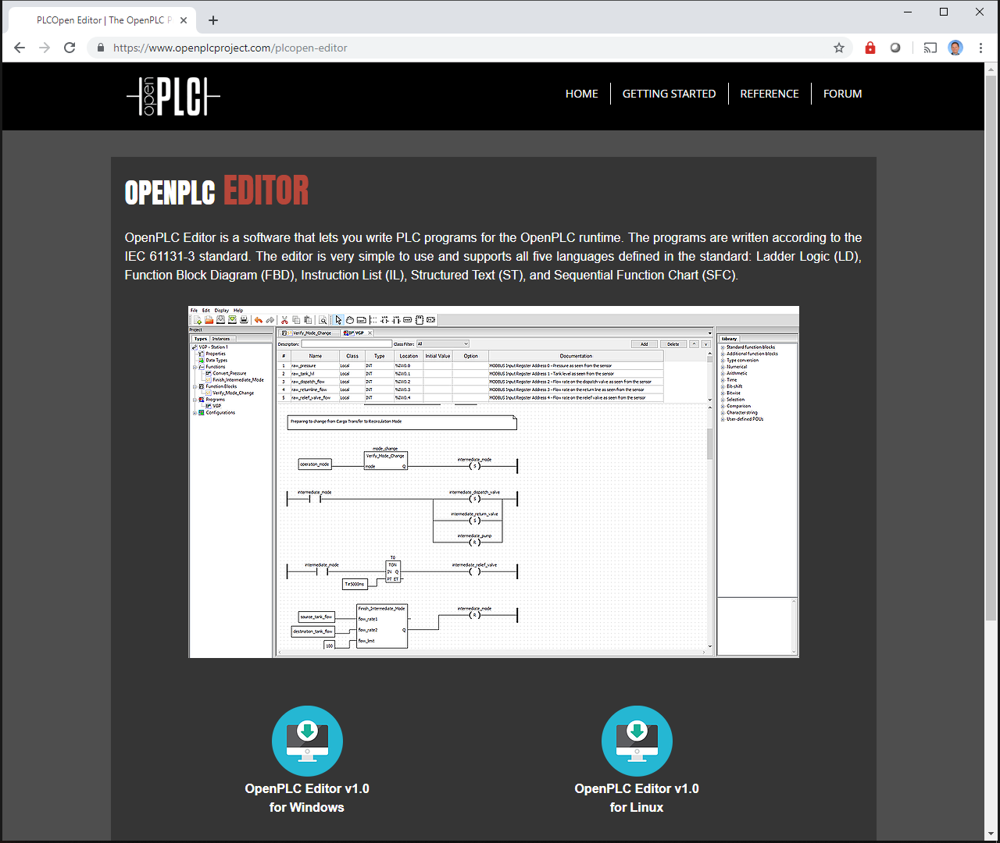 PLCOpen Editor | The OpenPLC P
https://www.openplcproject.com/plcopen-editor
open PLC
HOME
GETTING STARTED
REFERENCE
FORUM
OPENPLC EDITOR
OpenPLC Editor is a software that lets you write PLC programs for the OpenPLC runtime. The programs are written according to the
IEC 61131-3 standard. The editor is very simple to use and supports all five languages defined in the standard: Ladder Logic (LD),
Function Block Diagram (FBD), Instruction List (IL), Structured Text (ST), and Sequential Function Chart (SFC).
File Edit Display Help
Project
Types Instances
VGP - Station 1
Properties
Data Types
Functions
Convert_Pressure
Finish_Intermediate_Mode
Function Blocks
Verify_Mode_Change
Programs
VGP
Configurations
Verify_Mode_Change
VGP
Description:
Class Filter: All
Add
Delete
# Name Class Type Location Initial Value Option Documentation
1 raw_pressure Local INT %IW0.0 MODBUS Input Register Address 0 - Pressure as seen from the sensor
2 raw_tank_lvl Local INT %IW0.1 MODBUS Input Register Address 1 - Tank level as seen from the sensor
3 raw_dispatch_flow Local INT %IW0.2 MODBUS Input Register Address 2 - Flow rate on the dispatch valve as seen from the sensor
4 raw_returnline_flow Local INT %IW0.3 MODBUS Input Register Address 3 - Flow rate on the return line as seen from the sensor
5 raw_relief_valve_flow Local INT %IW0.4 MODBUS Input Register Address 4 - Flow rate on the relief valve as seen from the sensor
Preparing to change from Cargo Transfer to Recirculation Mode
mode_change
Verify_Mode_Change
operation_mode
mode Q
intermediate_mode
S
intermediate_mode
intermediate_dispatch_valve
S
intermediate_return_valve
S
intermediate_pump
R
intermediate_mode
T0
TON
IN Q
PT ET
T#5000ms
intermediate_relief_valve
Finish_Intermediate_Mode
source_tank_flow
flow_rate1
destination_tank_flow
flow_rate2 Q
100
flow_limit
intermediate_mode
R
Library
Standard function blocks
Additional function blocks
Type conversion
Numerical
Arithmetic
Time
Bit-shift
Bitwise
Selection
Comparison
Character string
User-defined POUs
OpenPLC Editor v1.0
for Windows
OpenPLC Editor v1.0
for Linux